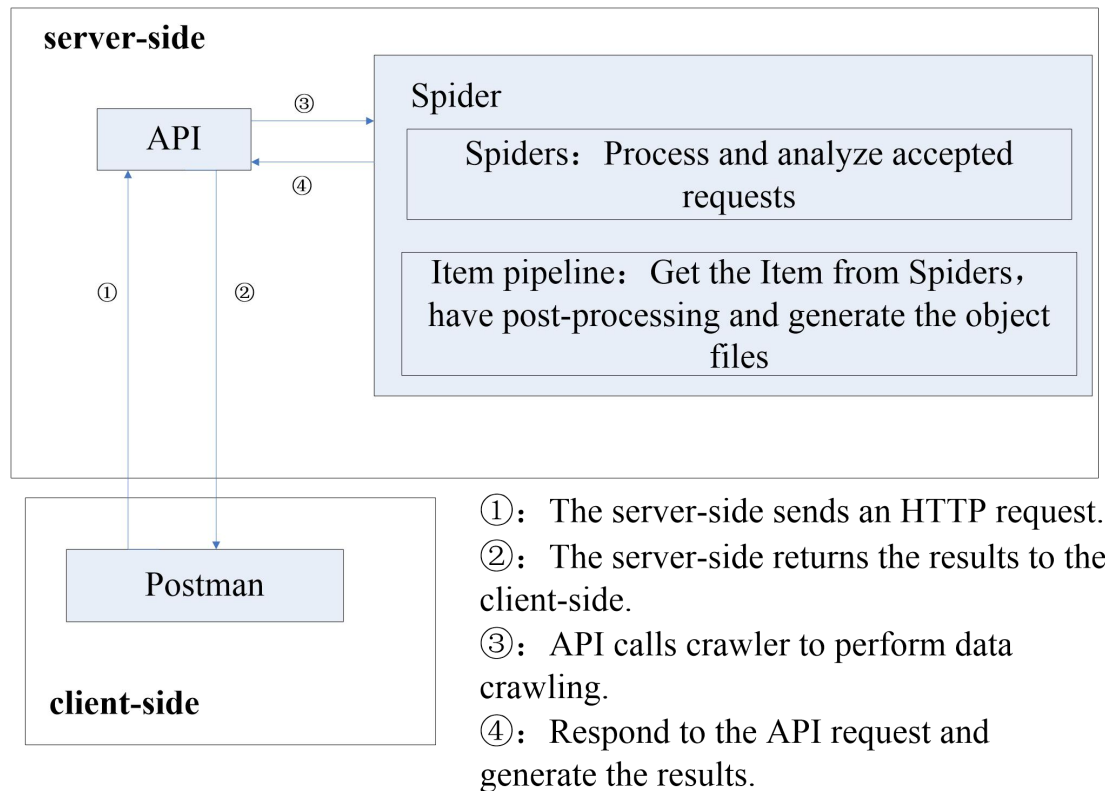 server-side
API
③
④
①
②
Spider
Spiders：Process and analyze accepted
requests
Item pipeline：Get the Item from Spiders，
have post-processing and generate the object
files
Postman
client-side
①：The server-side sends an HTTP request.
②：The server-side returns the results to the
client-side.
③：API calls crawler to perform data
crawling.
④：Respond to the API request and
generate the results.